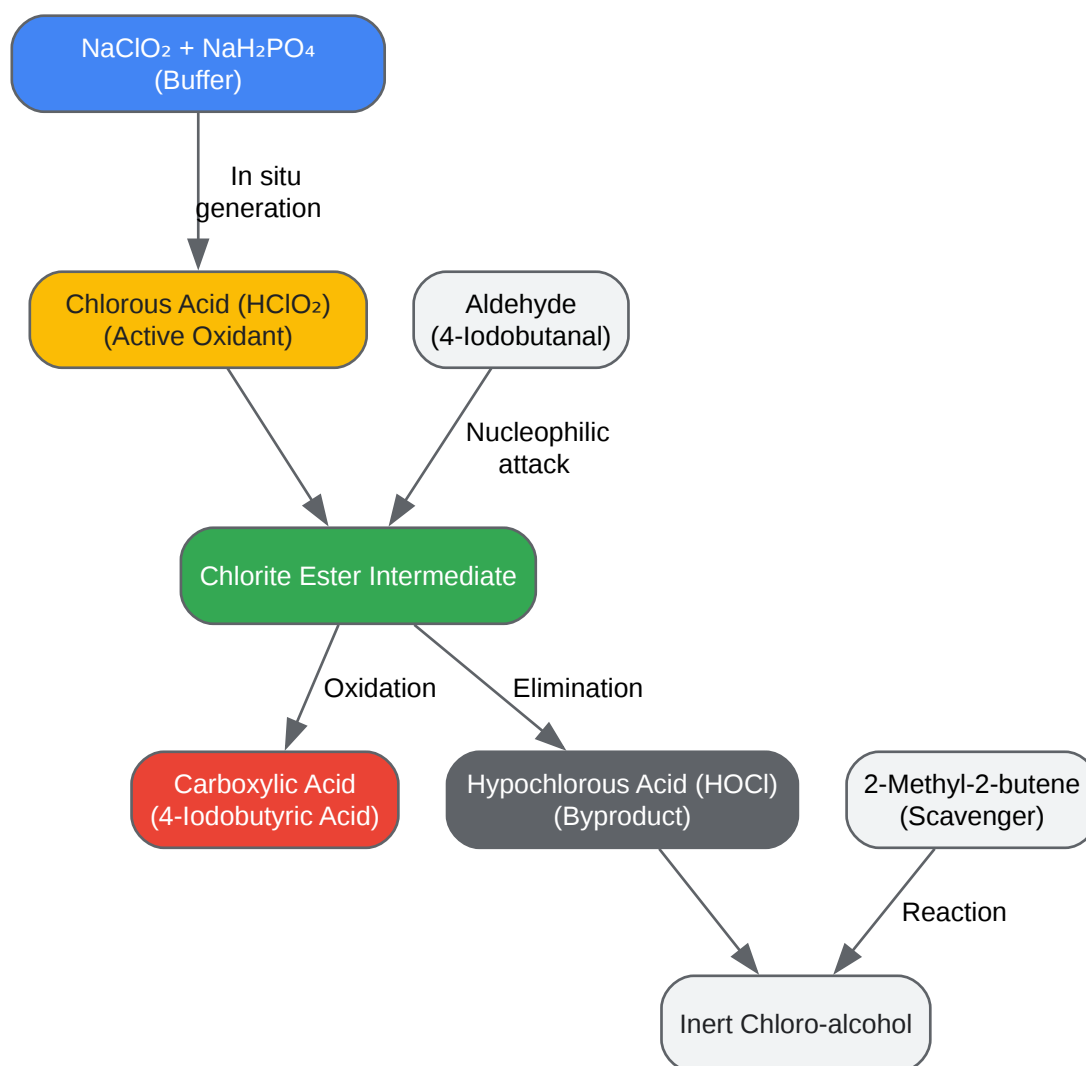 NaClO₂ + NaH₂PO₄
(Buffer)
In situ
generation
Chlorous Acid (HClO₂)
(Active Oxidant)
Aldehyde
(4-Iodobutanal)
Nucleophilic
attack
Chlorite Ester Intermediate
Oxidation
Elimination
Carboxylic Acid
(4-Iodobutyric Acid)
Hypochlorous Acid (HOCl)
(Byproduct)
2-Methyl-2-butene
(Scavenger)
Reaction
Inert Chloro-alcohol